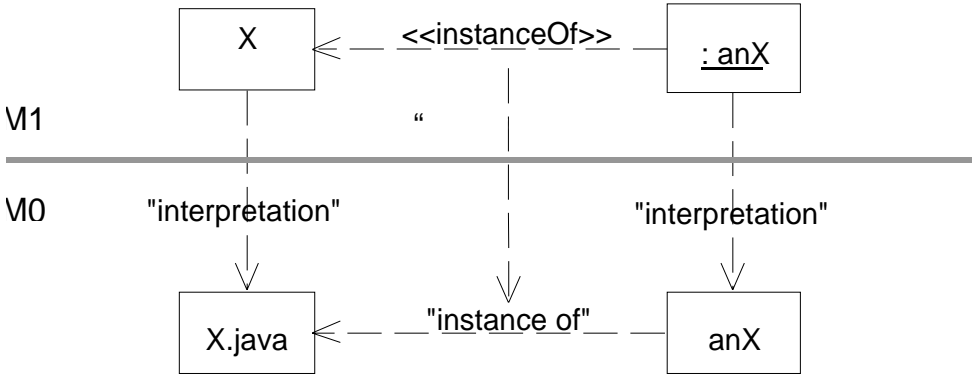 X
<<instanceOf>>
: anX
M1
“
M0
"interpretation"
"interpretation"
X.java
"instance of"
anX